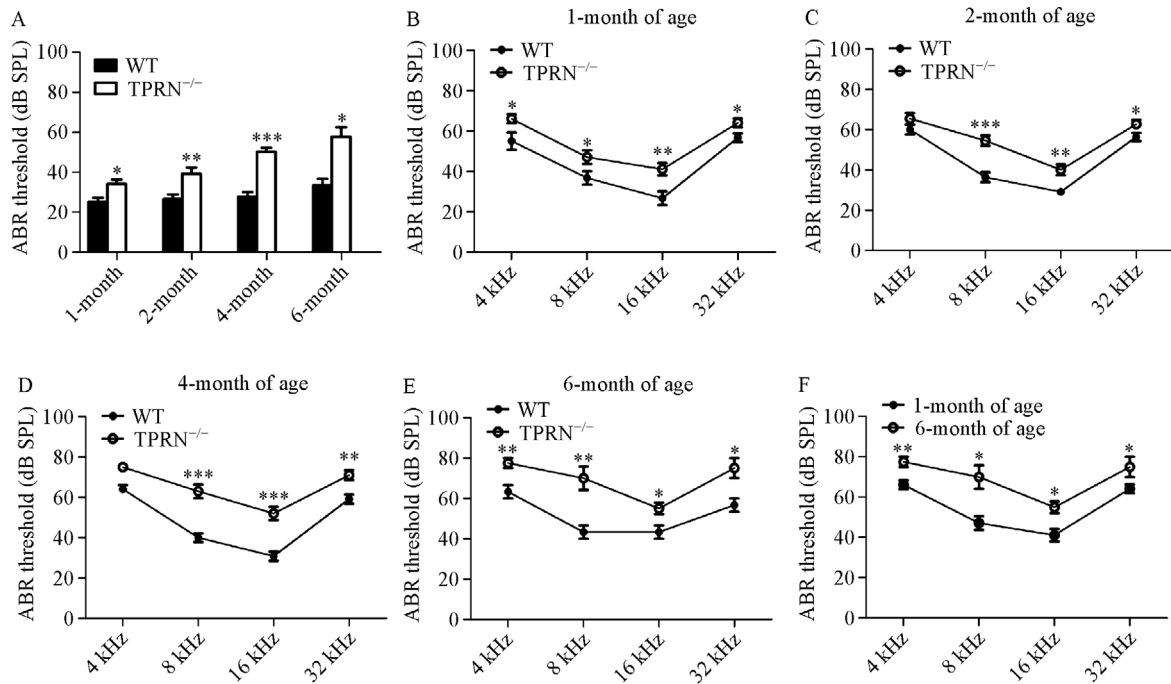 A
ABR threshold (dB SPL)
100
80
60
40
20
0
WT
TPRN−/−
*
**
***
*
1-month
2-month
4-month
6-month
B
1-month of age
ABR threshold (dB SPL)
100
80
60
40
20
0
WT
TPRN−/−
*
*
**
*
4 kHz
8 kHz
16 kHz
32 kHz
C
2-month of age
ABR threshold (dB SPL)
100
80
60
40
20
0
WT
TPRN−/−
***
**
*
4 kHz
8 kHz
16 kHz
32 kHz
D
4-month of age
ABR threshold (dB SPL)
100
80
60
40
20
0
WT
TPRN−/−
***
***
**
4 kHz
8 kHz
16 kHz
32 kHz
E
6-month of age
ABR threshold (dB SPL)
100
80
60
40
20
0
WT
TPRN−/−
**
**
*
*
4 kHz
8 kHz
16 kHz
32 kHz
F
ABR threshold (dB SPL)
100
80
60
40
20
0
1-month of age
6-month of age
**
*
*
*
4 kHz
8 kHz
16 kHz
32 kHz